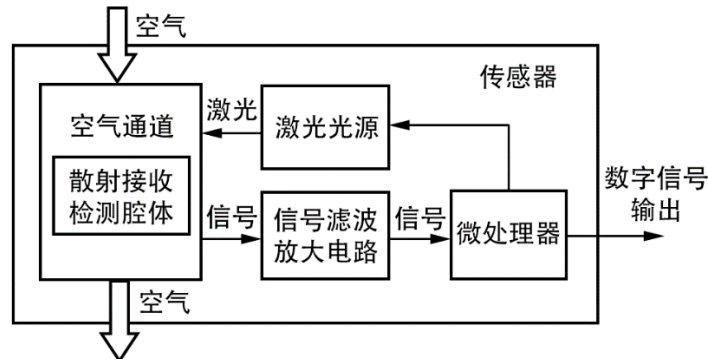 空气
传感器
空气通道
激光
激光光源
散射接收
检测腔体
信号
信号滤波
放大电路
信号
微处理器
数字信号
输出
空气